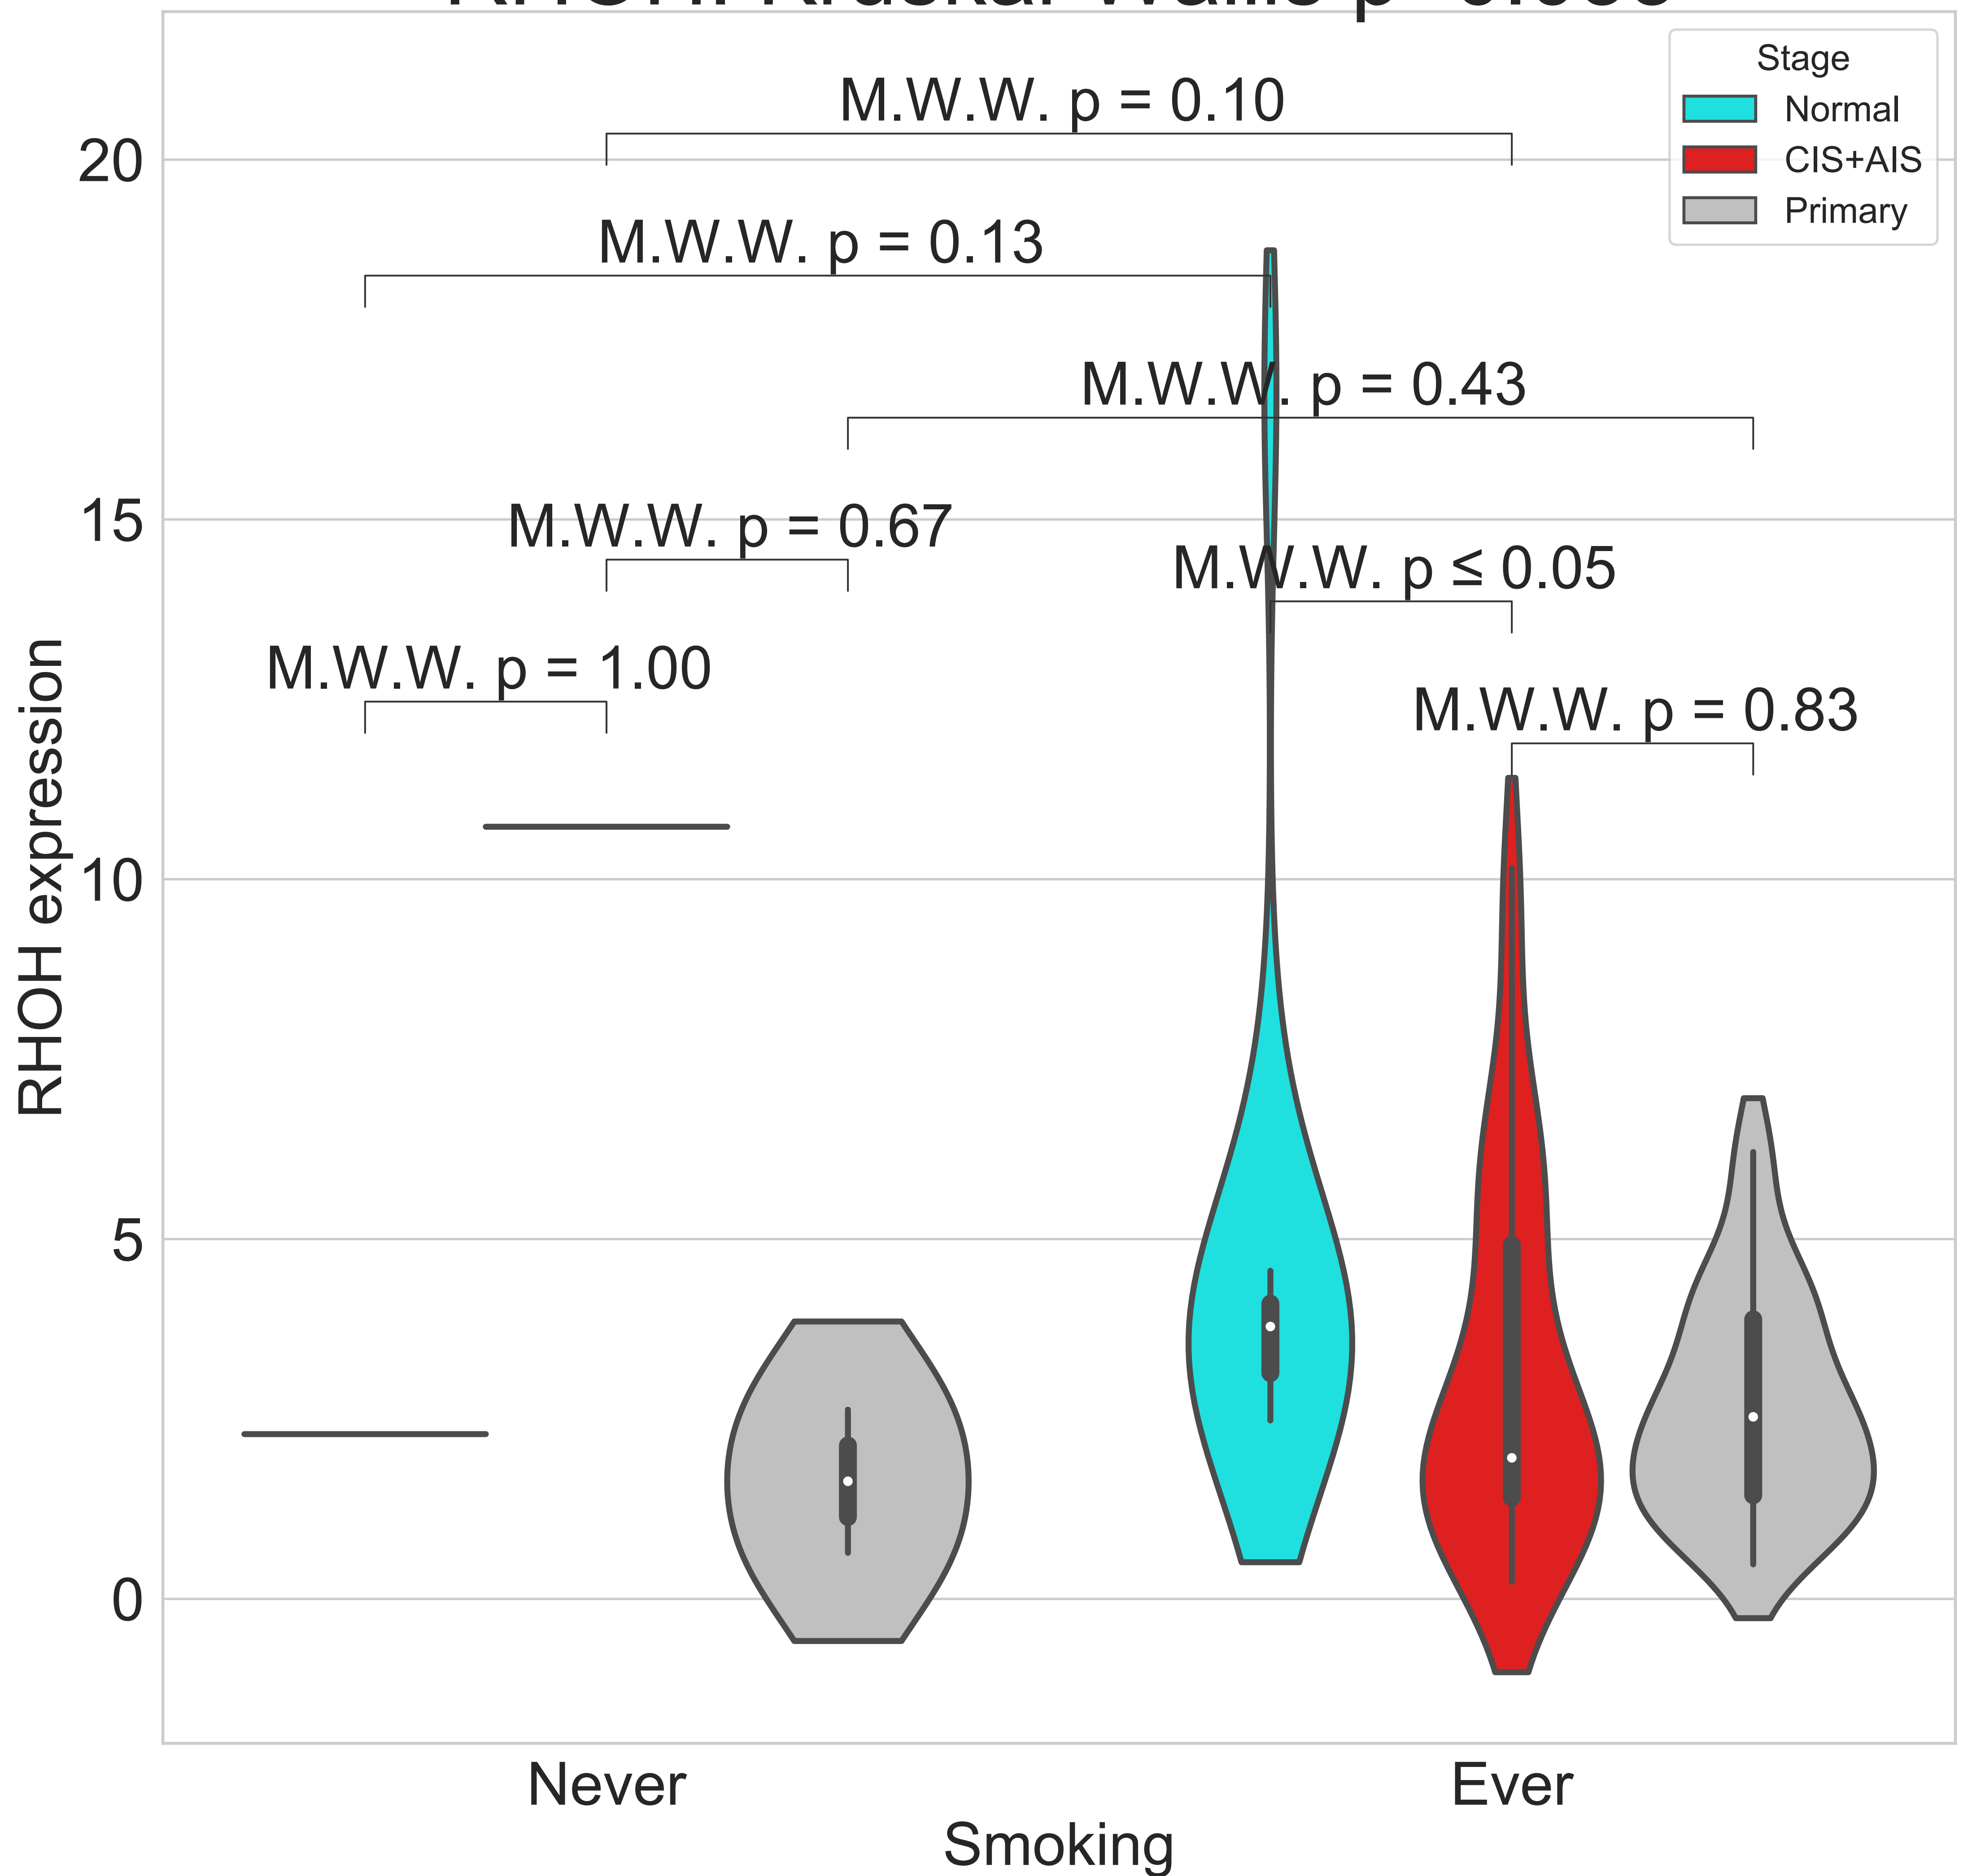 Stage
Normal
CIS+AIS
Primary
M.W.W. p = 0.10
M.W.W. p = 0.13
M.W.W. p = 0.43
M.W.W. p = 0.67
M.W.W. p ≤ 0.05
M.W.W. p = 1.00
M.W.W. p = 0.83
20
15
10
5
0
RHOH expression
Never
Ever
Smoking